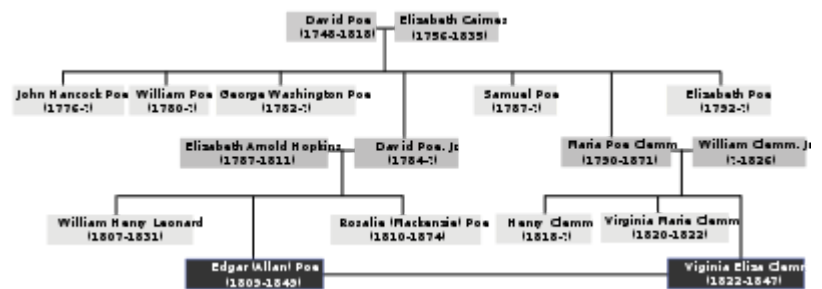 David Poe
(1748-1818)
Elizabeth Cairnes
(1756-1835)
John Hancock Poe
(1776-?)
William Poe
(1780-?)
George Washington Poe
(1782-?)
Samuel Poe
(1787-?)
Elizabeth Poe
(1792-?)
Elizabeth Arnold Hopkins
(1787-1811)
David Poe, Jr
(1784-?)
Maria Poe Clemm
(1790-1871)
William Clemm, Jr
(?-1826)
William Henry Leonard
(1807-1831)
Rosalie (Mackenzie) Poe
(1810-1874)
Henry Clemm
(1818-?)
Virginia Marie Clemm
(1820-1822)
Edgar (Allan) Poe
(1809-1849)
Viginia Eliza Clemm
(1822-1847)